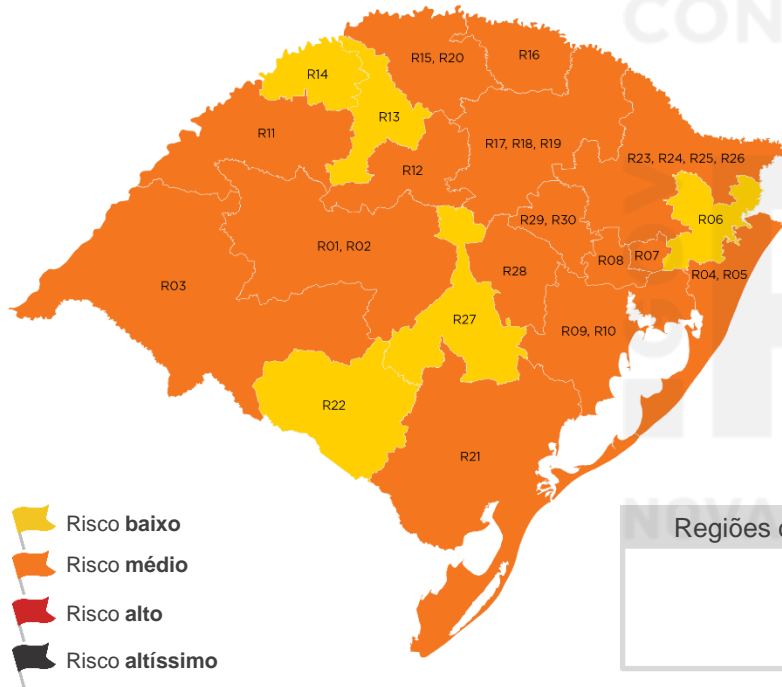 CON
R15, R20
R16
R14
R13
R11
R17, R18, R19
R12
R23, R24, R25, R26
R06
R29, R30
R01, R02
R08
R07
R28
R04, R05
R03
R27
R09, R10
R22
R21
NOVA
Regiões
Risco baixo
Risco médio
Risco alto
Risco altíssimo